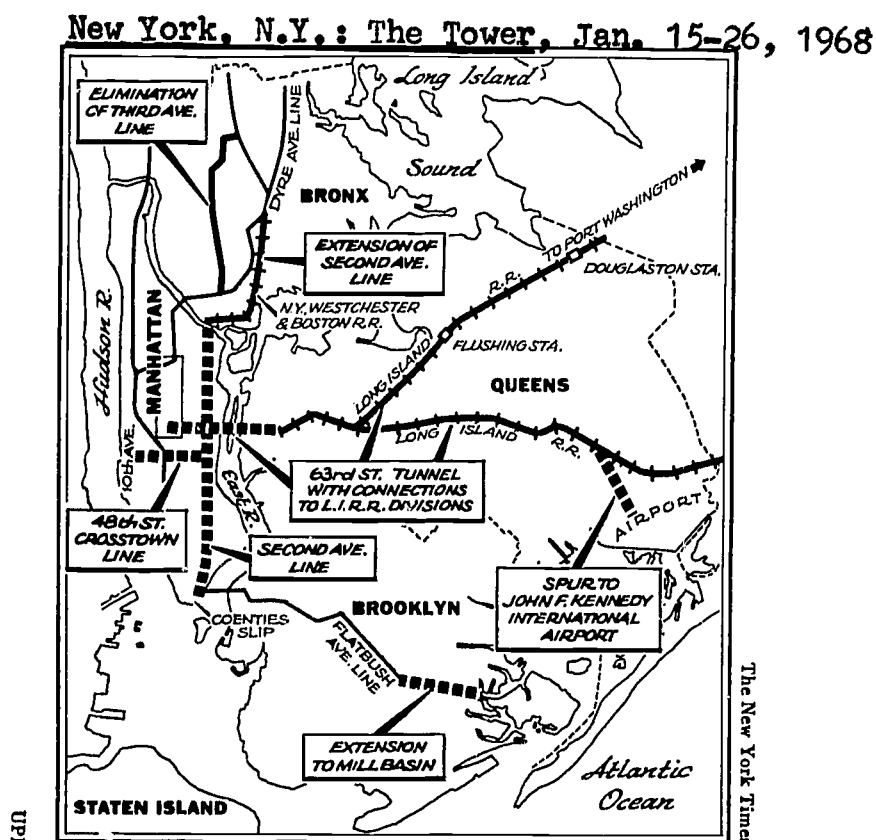 New York, N.Y.: The Tower, Jan. 15-26, 1968
Long Island
Sound
ELIMINATION
OF THIRD AVE.
LINE
DYRE AVE. LINE
BRONX
TO PORT WASHINGTON
EXTENSION OF
SECOND AVE.
LINE
R.R.
DOUGLASTON STA.
N.Y. WESTCHESTER
& BOSTON R.R.
Hudson R.
MANHATTAN
FLUSHING STA.
LONG ISLAND
QUEENS
LONG ISLAND R.R.
10th AVE.
63rd ST. TUNNEL
WITH CONNECTIONS
TO L.I.R.R. DIVISIONS
East R.
AIRPORT
48th ST.
CROSSTOWN
LINE
SECOND AVE.
LINE
SPUR TO
JOHN F. KENNEDY
INTERNATIONAL
AIRPORT
BROOKLYN
COENTIES
SLIP
FLATBUSH
AVE. LINE
EXTENSION
TO MILL BASIN
Atlantic
Ocean
STATEN ISLAND
The New York Time